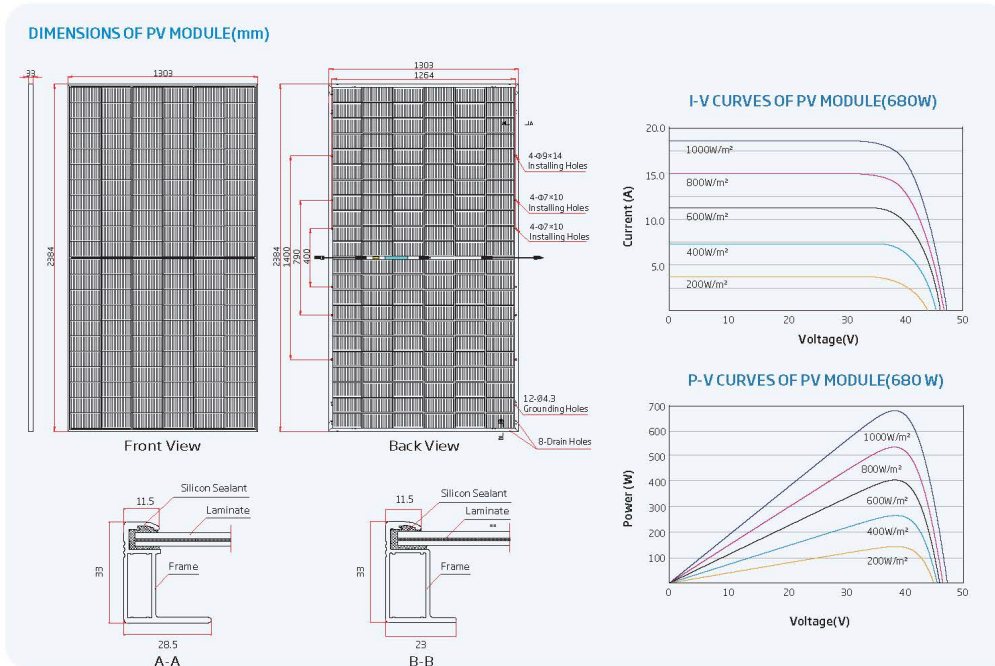 DIMENSIONS OF PV MODULE(mm)
33
1303
2384
Front View
1303
1264
2384
1400
790
400
4-Φ9×14
Installing Holes
4-Φ7×10
Installing Holes
4-Φ7×10
Installing Holes
12-Ø4.3
Grounding Holes
8-Drain Holes
Back View
11.5
Silicon Sealant
Laminate
Frame
33
28.5
A-A
11.5
Silicon Sealant
Laminate
Frame
33
23
B-B
I-V CURVES OF PV MODULE(680W)
20.0
15.0
10.0
5.0
Current (A)
1000W/m²
800W/m²
600W/m²
400W/m²
200W/m²
0
10
20
30
40
50
Voltage(V)
P-V CURVES OF PV MODULE(680 W)
700
600
500
400
300
200
100
Power (W)
1000W/m²
800W/m²
600W/m²
400W/m²
200W/m²
0
10
20
30
40
50
Voltage(V)